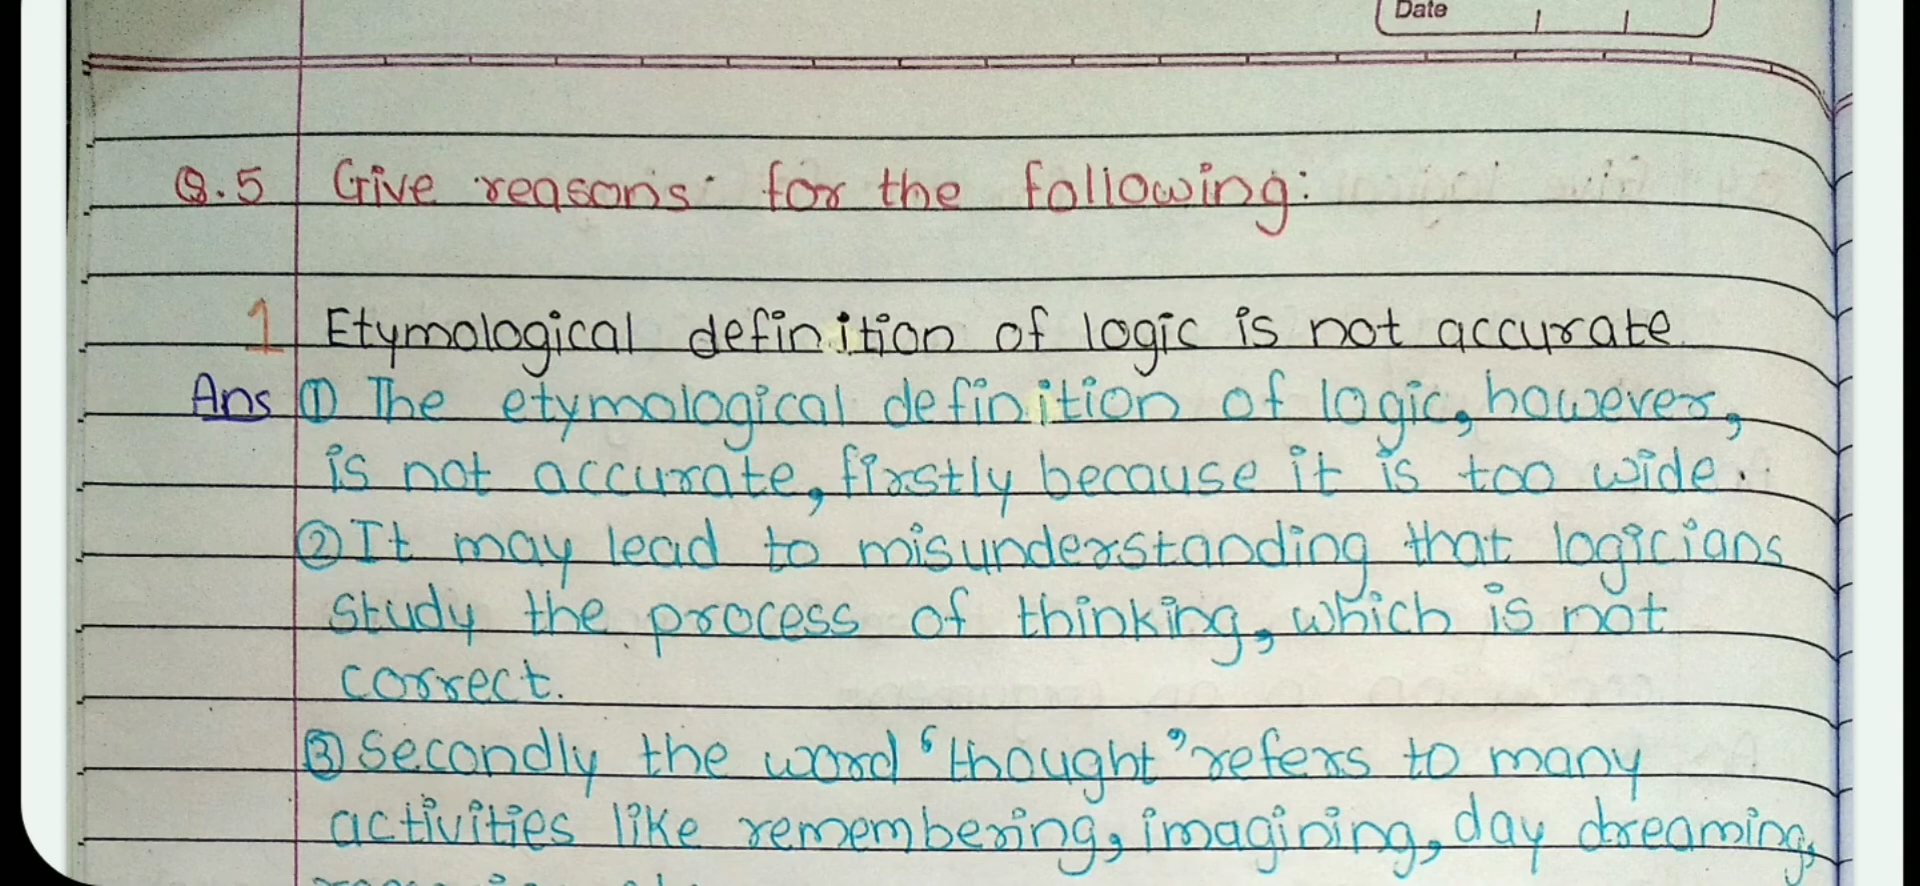 Date
Q.5 Give reasons for the following:
1 Etymological definition of logic is not accurate
Ans ① The etymological definition of logic, however,
is not accurate, firstly because it is too wide.
② It may lead to misunderstanding that logicians
study the process of thinking, which is not
correct.
③ Secondly the word 'thought' refers to many
activities like remembering, imagining, day dreaming,